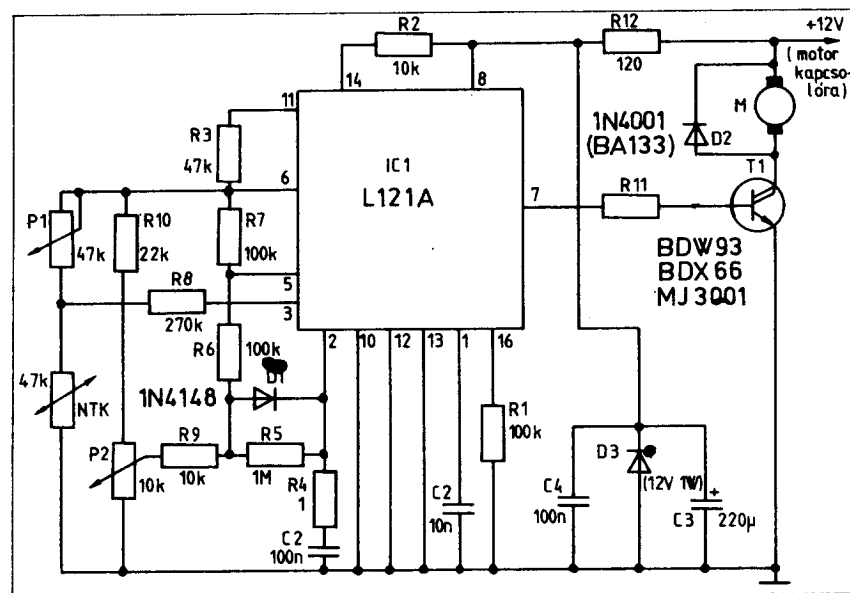 R2
10k
14
8
R12
120
+12V
(motor
kapcso-
lóra)
M
1N4001
(BA133)
D2
T1
11
R3
47k
6
IC1
L121A
7
R11
BDW93
BDX66
MJ3001
P1
47k
R10
22k
R7
100k
5
R8
270k
3
R6
100k
2
10
12
13
1
16
47k
NTK
1N4148
D1
R1
100k
P2
10k
R9
10k
R5
1M
R4
1
C2
100n
C2
10n
C4
100n
D3
(12V 1W)
+
C3
220µ